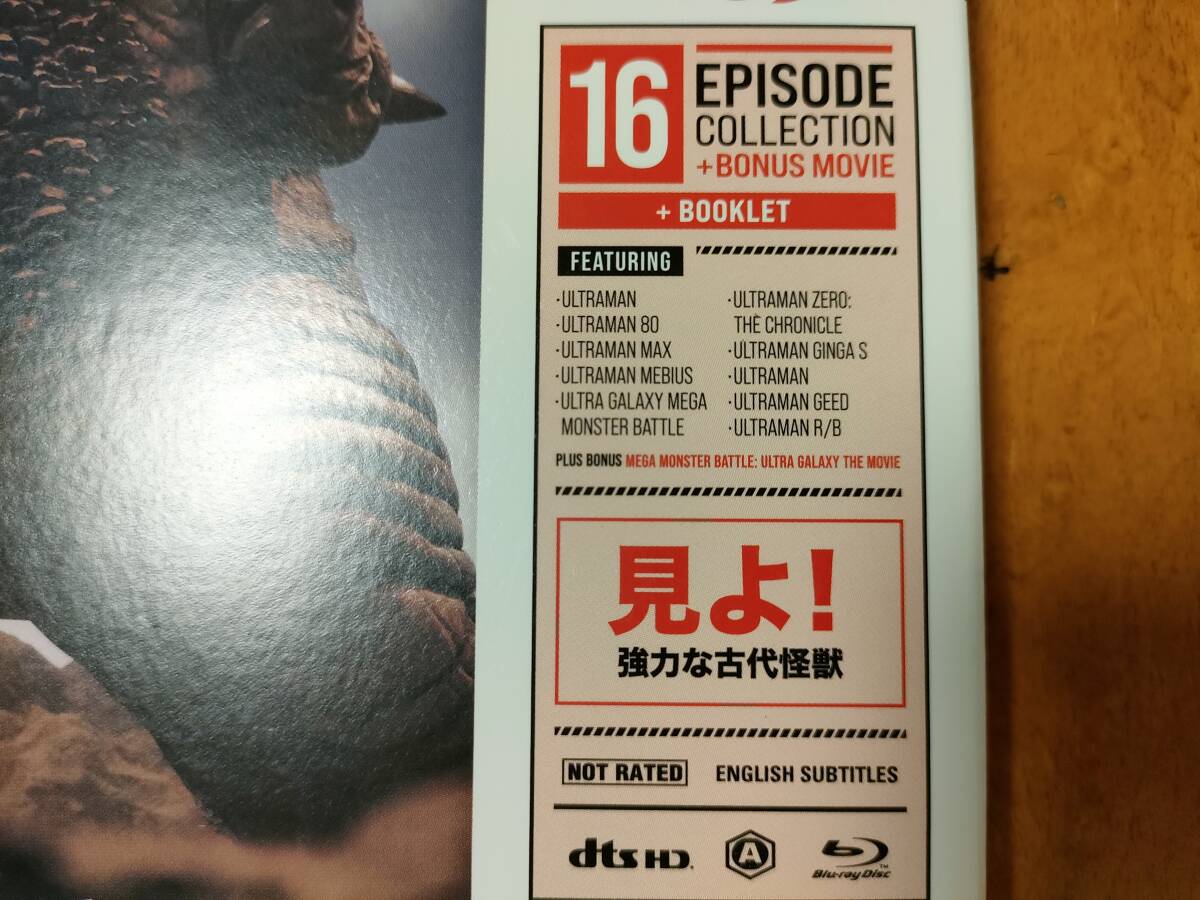 16
EPISODE
COLLECTION
+BONUS MOVIE
+ BOOKLET
FEATURING
·ULTRAMAN
·ULTRAMAN 80
·ULTRAMAN MAX
·ULTRAMAN MEBIUS
·ULTRA GALAXY MEGA
MONSTER BATTLE
·ULTRAMAN ZERO:
THE CHRONICLE
·ULTRAMAN GINGA S
·ULTRAMAN
·ULTRAMAN GEED
·ULTRAMAN R/B
PLUS BONUS MEGA MONSTER BATTLE: ULTRA GALAXY THE MOVIE
見よ!
強力な古代怪獣
NOT RATED
ENGLISH SUBTITLES
dts HD
A
Blu-ray Disc